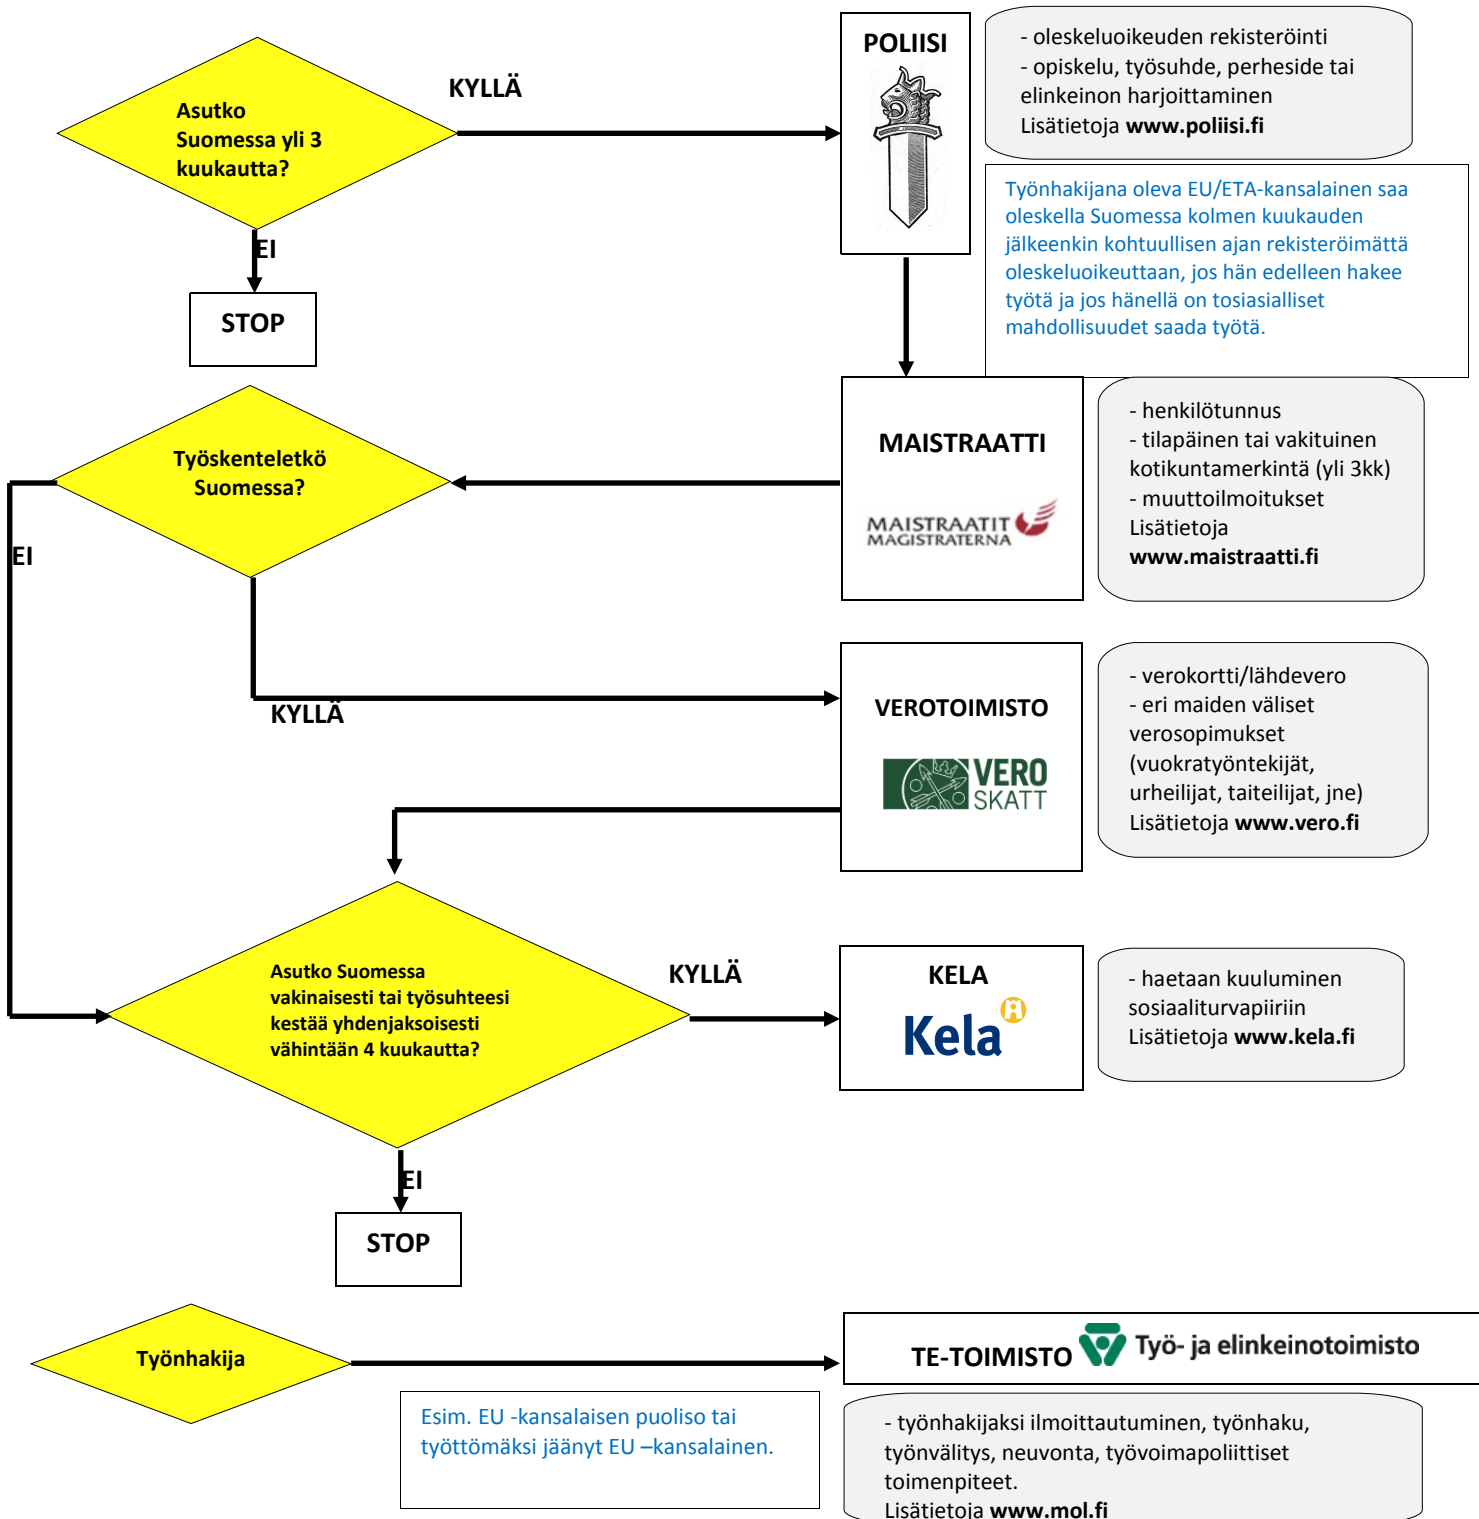 Asutko
Suomessa yli 3
kuukautta?
KYLLÄ
POLIISI
- oleskeluoikeuden rekisteröinti
- opiskelu, työsuhde, perheside tai
elinkeinon harjoittaminen
Lisätietoja www.poliisi.fi
Työnhakijana oleva EU/ETA-kansalainen saa
oleskella Suomessa kolmen kuukauden
jälkeenkin kohtuullisen ajan rekisteröimättä
oleskeluoikeuttaan, jos hän edelleen hakee
työtä ja jos hänellä on tosiasialliset
mahdollisuudet saada työtä.
EI
STOP
Työskenteletkö
Suomessa?
MAISTRAATTI
MAISTRAATIT
MAGISTRATERNA
- henkilötunnus
- tilapäinen tai vakituinen
kotikuntamerkintä (yli 3kk)
- muuttoilmoitukset
Lisätietoja
www.maistraatti.fi
EI
KYLLÄ
VEROTOIMISTO
VERO
SKATT
- verokortti/lähdevero
- eri maiden väliset
verosopimukset
(vuokratyöntekijät,
urheilijat, taiteilijat, jne)
Lisätietoja www.vero.fi
Asutko Suomessa
vakinaisesti tai työsuhteesi
kestää yhdenjaksoisesti
vähintään 4 kuukautta?
KYLLÄ
KELA
Kela
- haetaan kuuluminen
sosiaaliturvapiiriin
Lisätietoja www.kela.fi
EI
STOP
Työnhakija
TE-TOIMISTO Työ- ja elinkeinotoimisto
Esim. EU -kansalaisen puoliso tai
työttömäksi jäänyt EU –kansalainen.
- työnhakijaksi ilmoittautuminen, työnhaku,
työnvälitys, neuvonta, työvoimapoliittiset
toimenpiteet.
Lisätietoja www.mol.fi